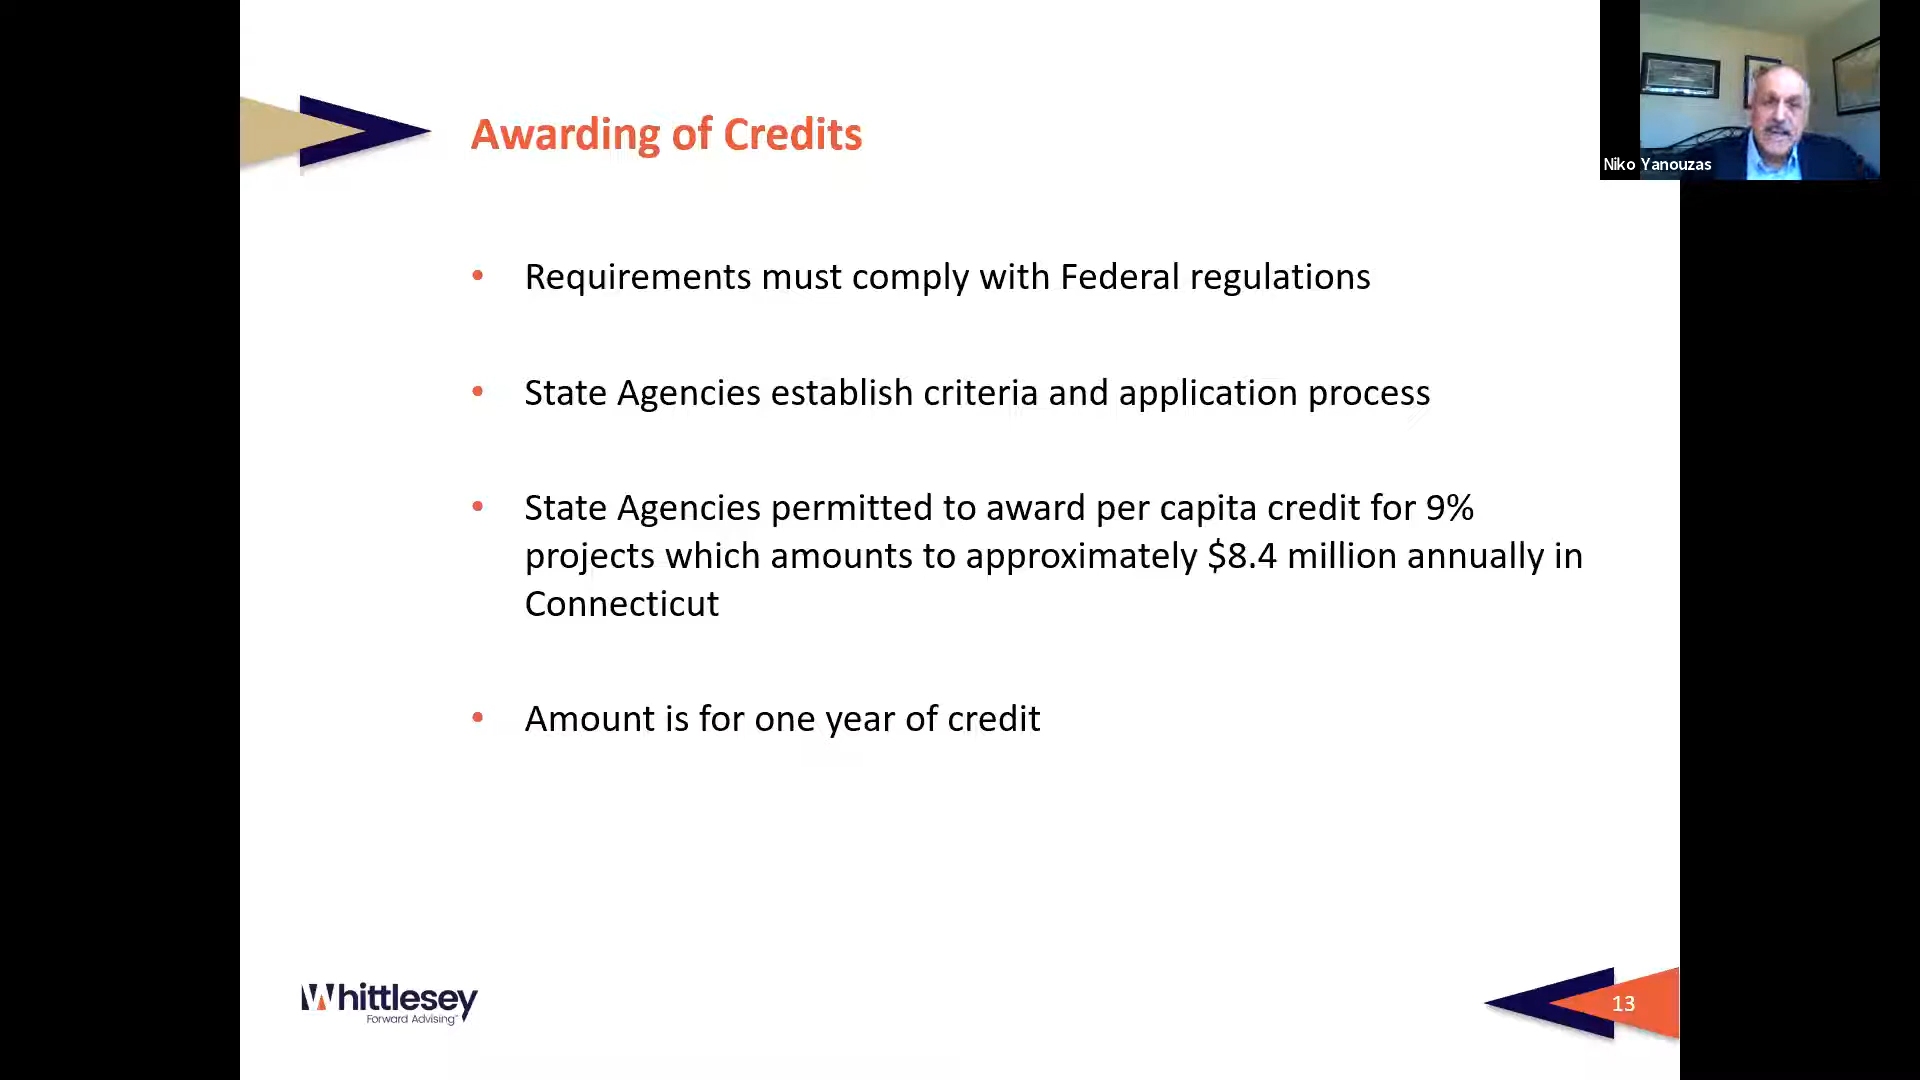 Awarding of Credits
Niko Yanouzas
• Requirements must comply with Federal regulations
• State Agencies establish criteria and application process
• State Agencies permitted to award per capita credit for 9%
projects which amounts to approximately $8.4 million annually in
Connecticut
• Amount is for one year of credit
Whittlesey
Forward Advising™
13